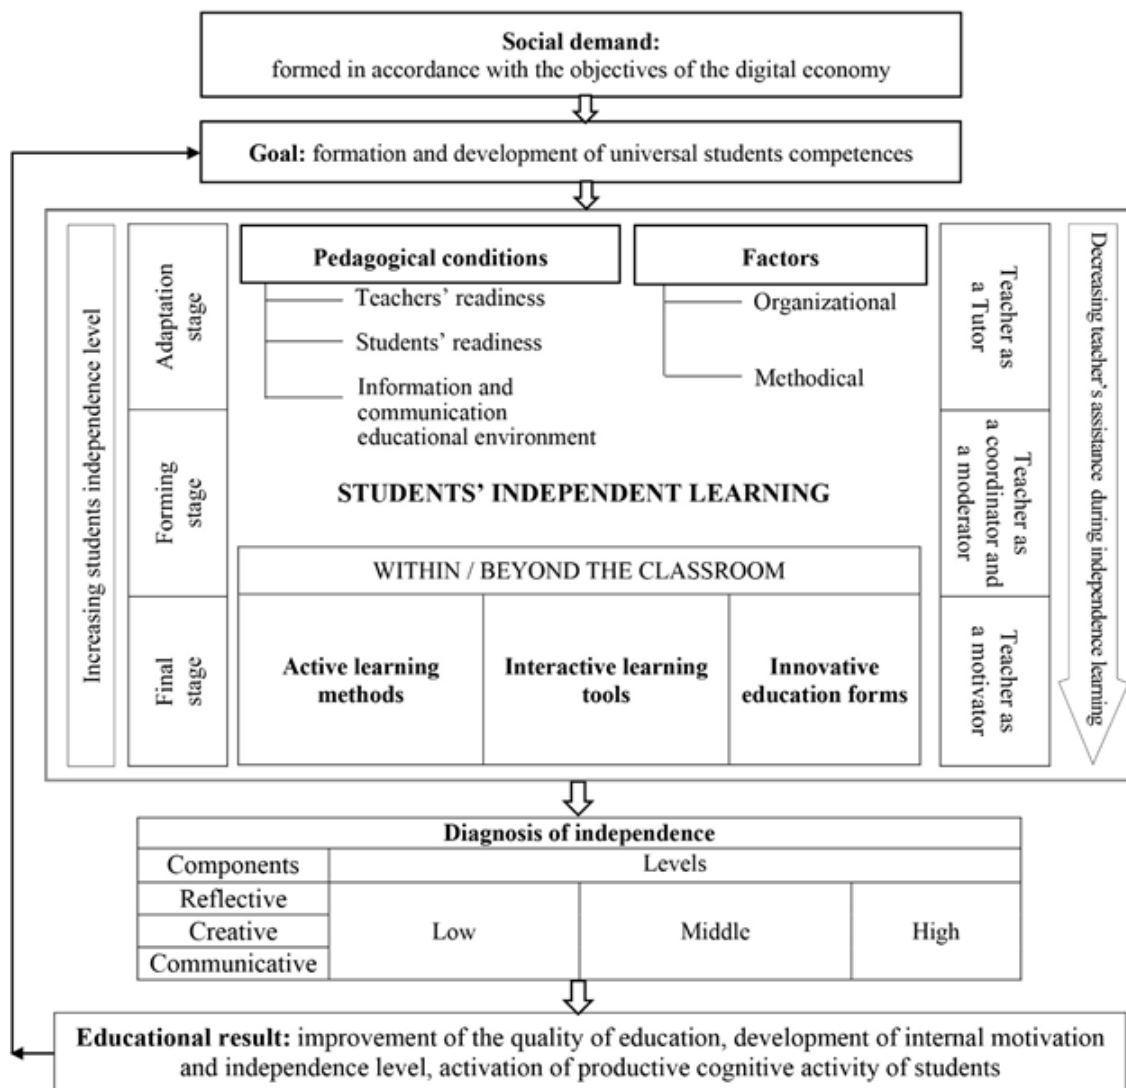 Social demand:
formed in accordance with the objectives of the digital economy
Goal: formation and development of universal students competences
Increasing students independence level
Adaptation
stage
Forming
stage
Final
stage
Pedagogical conditions
Teachers’ readiness
Students’ readiness
Information and
communication
educational environment
Factors
Organizational
Methodical
STUDENTS’ INDEPENDENT LEARNING
WITHIN / BEYOND THE CLASSROOM
Active learning
methods
Interactive learning
tools
Innovative
education forms
Teacher as
a Tutor
Teacher as
a coordinator and
a moderator
Teacher as
a motivator
Decreasing teacher’s assistance during independence learning
Diagnosis of independence
Components
Levels
Reflective
Creative
Communicative
Low
Middle
High
Educational result: improvement of the quality of education, development of internal motivation
and independence level, activation of productive cognitive activity of students